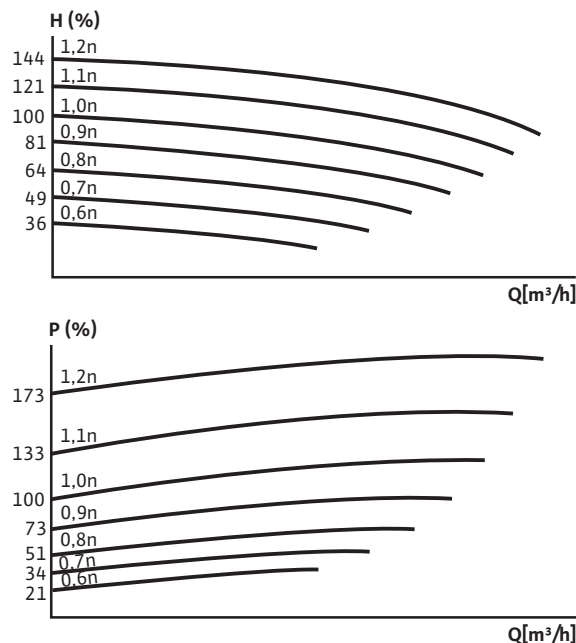 H (%)
144 1,2n
121 1,1n
100 1,0n
81 0,9n
64 0,8n
49 0,7n
36 0,6n
Q[m³/h]
P (%)
173 1,2n
133 1,1n
100 1,0n
73 0,9n
51 0,8n
34 0,7n
21 0,6n
Q[m³/h]